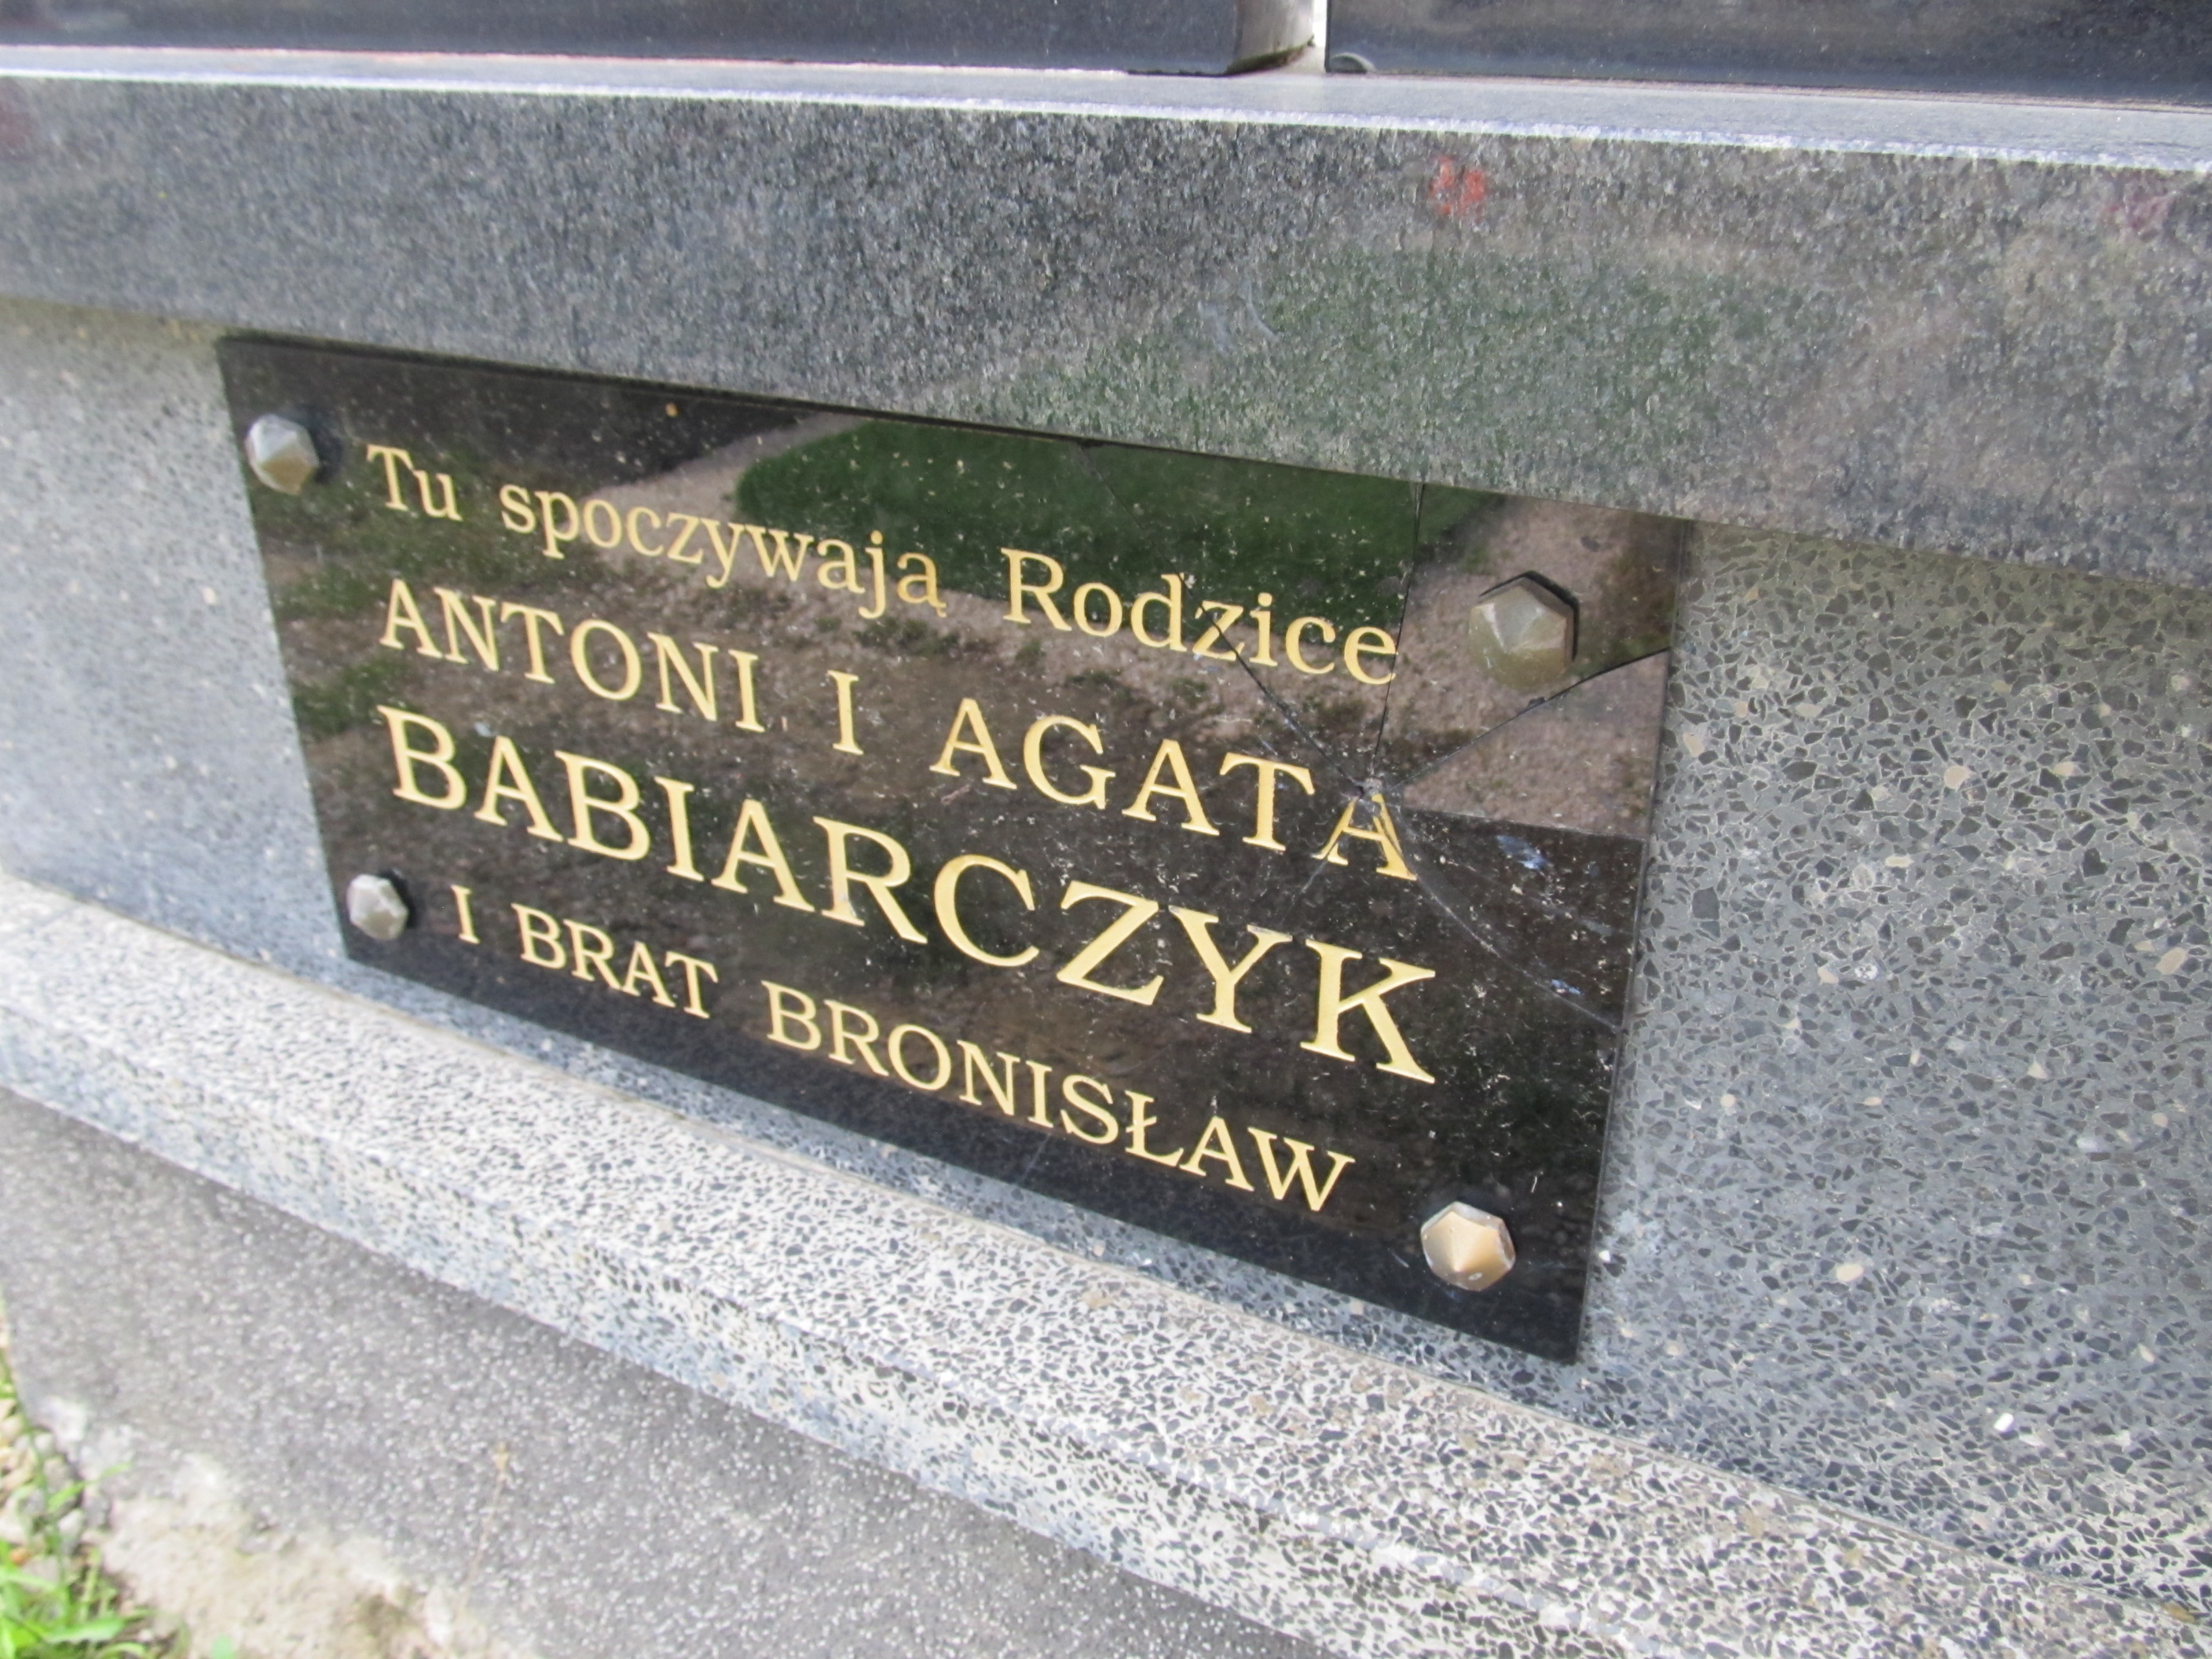 Tu spoczywają Rodzice
ANTONI I AGATA
BABIARCZYK
I BRAT BRONISŁAW